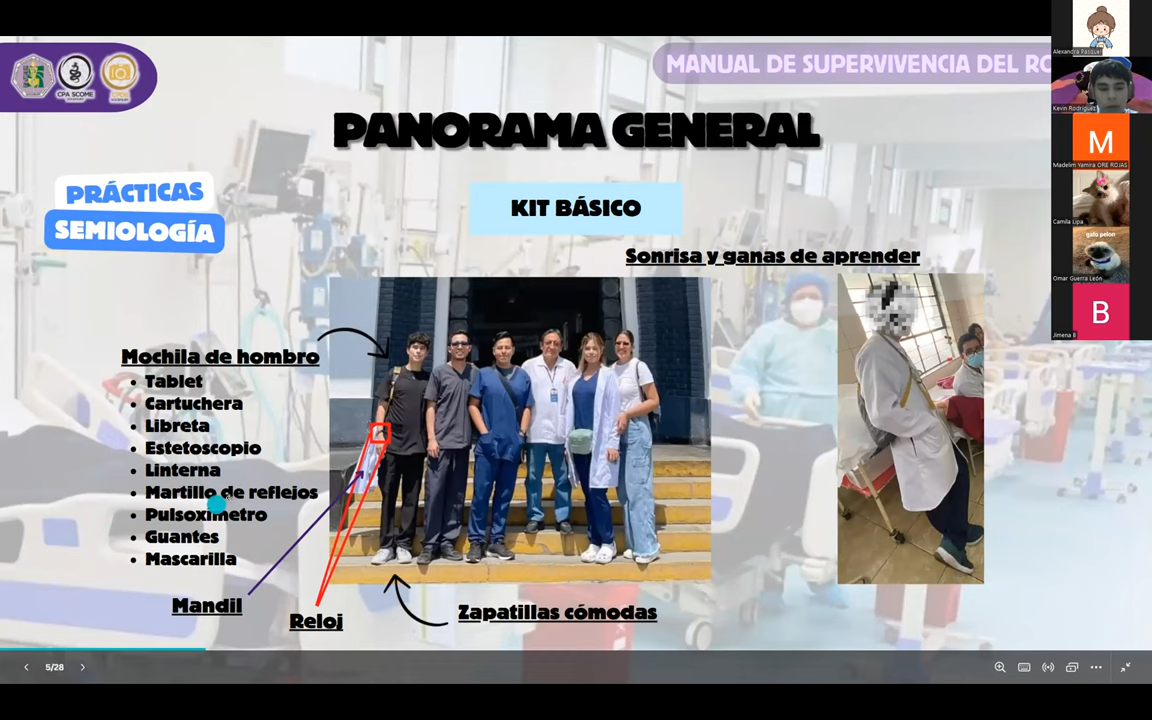 MANUAL DE SUPERVIVENCIA DEL RO
CPA SCOME
PANORAMA GENERAL
PRÁCTICAS
SEMIOLOGÍA
KIT BÁSICO
Sonrisa y ganas de aprender
Mochila de hombro
• Tablet
• Cartuchera
• Libreta
• Estetoscopio
• Linterna
• Martillo de reflejos
• Pulsoxímetro
• Guantes
• Mascarilla
Mandil
Reloj
Zapatillas cómodas
5/28
Alexandra Pasquel
Kevin Rodriguez
M
Madelim Yamira ORE ROJAS
Camila Lipa
gato pelon
Omar Guerra León
B
Jimena B